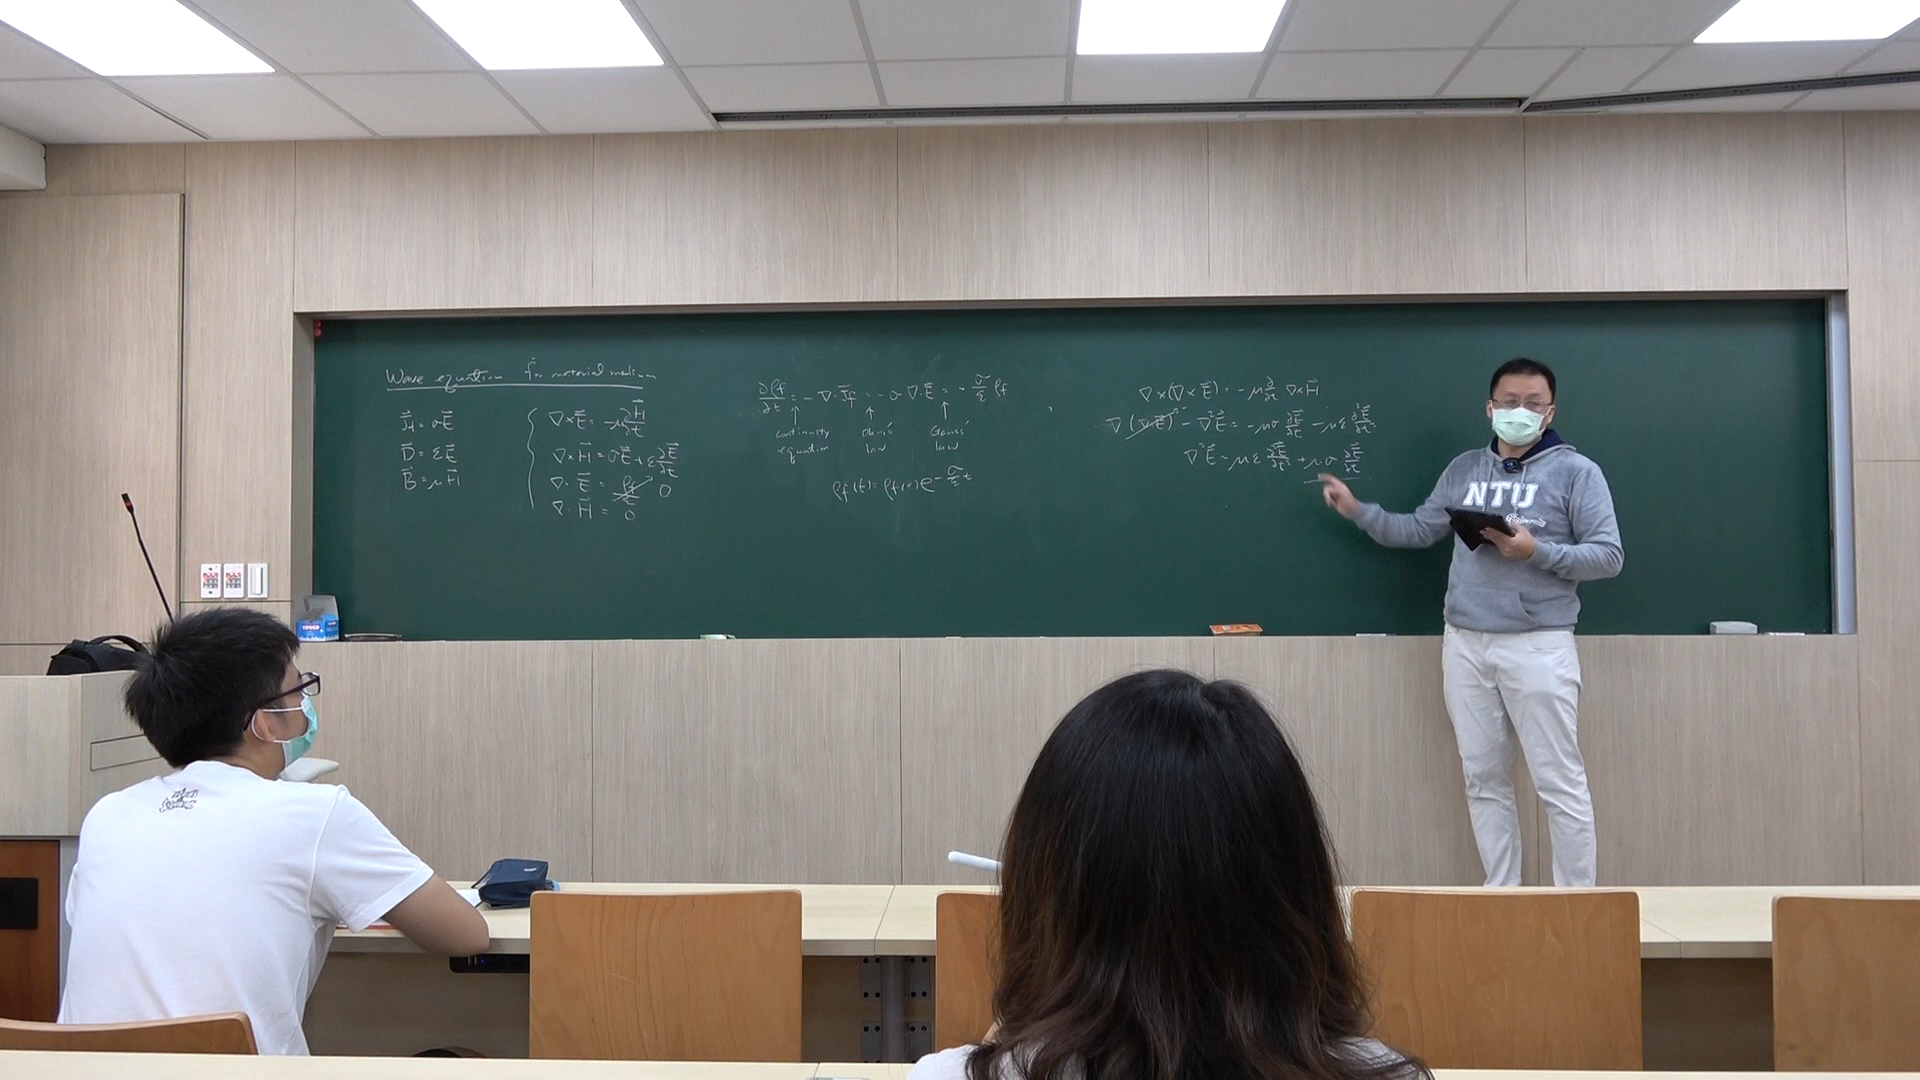 Wave equation for material medium
J⃗f = σE⃗
D⃗ = εE⃗
B⃗ = μH⃗
∇×E⃗ = -μ ∂H⃗/∂t
∇×H⃗ = σE⃗ + ε ∂E⃗/∂t
∇·E⃗ = ρf/ε → 0
∇·H⃗ = 0
∂ρf/∂t = -∇·J⃗f = -σ∇·E⃗ = -σ/ε ρf
↑ ↑ ↑
continuity Ohm's Gauss'
equation law law
ρf(t) = ρf(0)e^(-σ/ε t)
∇×(∇×E⃗) = -μ ∂/∂t ∇×H⃗
∇(∇·E⃗) - ∇²E⃗ = -μσ ∂E⃗/∂t - με ∂²E⃗/∂t²
∇²E⃗ = με ∂²E⃗/∂t² + μσ ∂E⃗/∂t
NTU